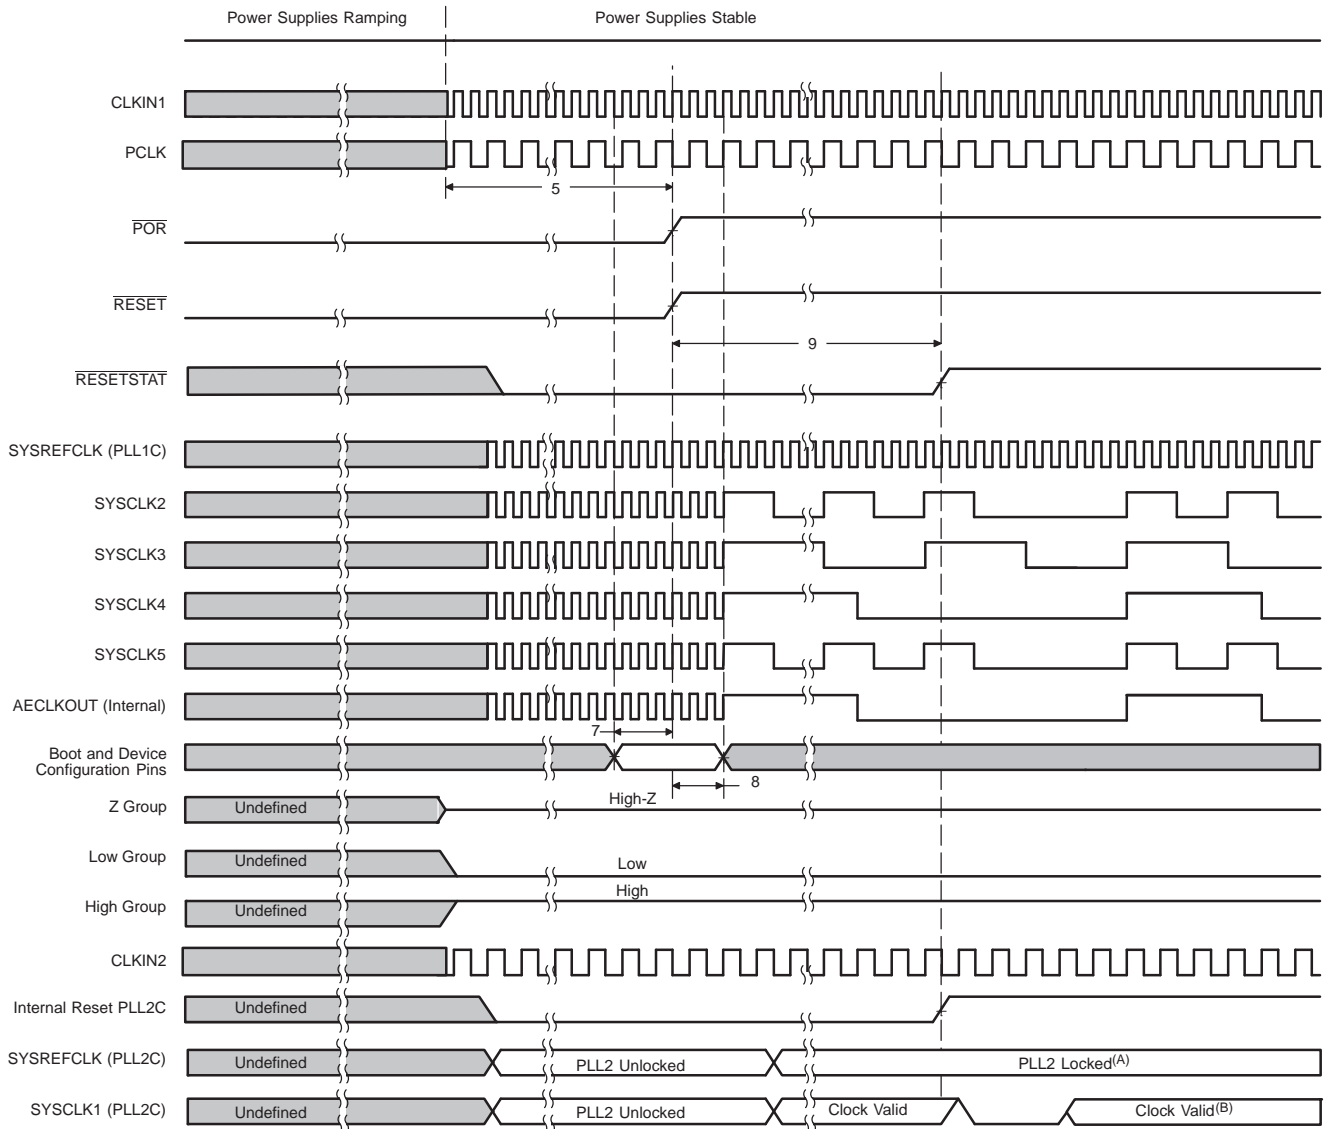 Power Supplies Ramping
Power Supplies Stable
CLKIN1
PCLK
5
POR
RESET
9
RESETSTAT
SYSREFCLK (PLL1C)
SYSCLK2
SYSCLK3
SYSCLK4
SYSCLK5
AECLKOUT (Internal)
7
Boot and Device
Configuration Pins
8
Z Group
Undefined
High-Z
Low Group
Undefined
Low
High Group
Undefined
High
CLKIN2
Internal Reset PLL2C
Undefined
SYSREFCLK (PLL2C)
Undefined
PLL2 Unlocked
PLL2 Locked(A)
SYSCLK1 (PLL2C)
Undefined
PLL2 Unlocked
Clock Valid
Clock Valid(B)